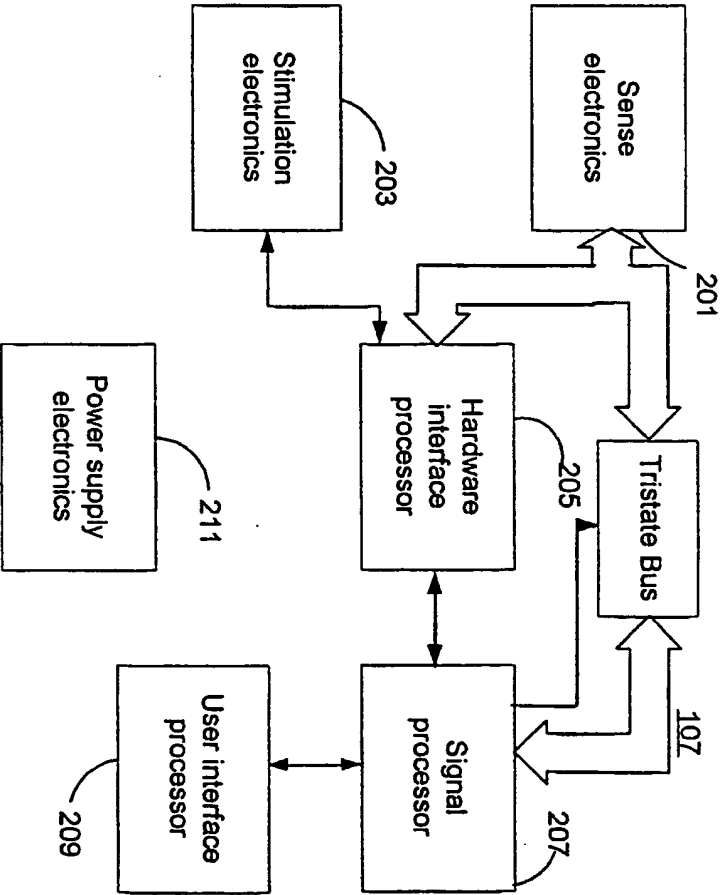 Sense
electronics
201
Stimulation
electronics
203
Tristate Bus
107
Hardware
interface
processor
205
Signal
processor
207
Power supply
electronics
211
User interface
processor
209